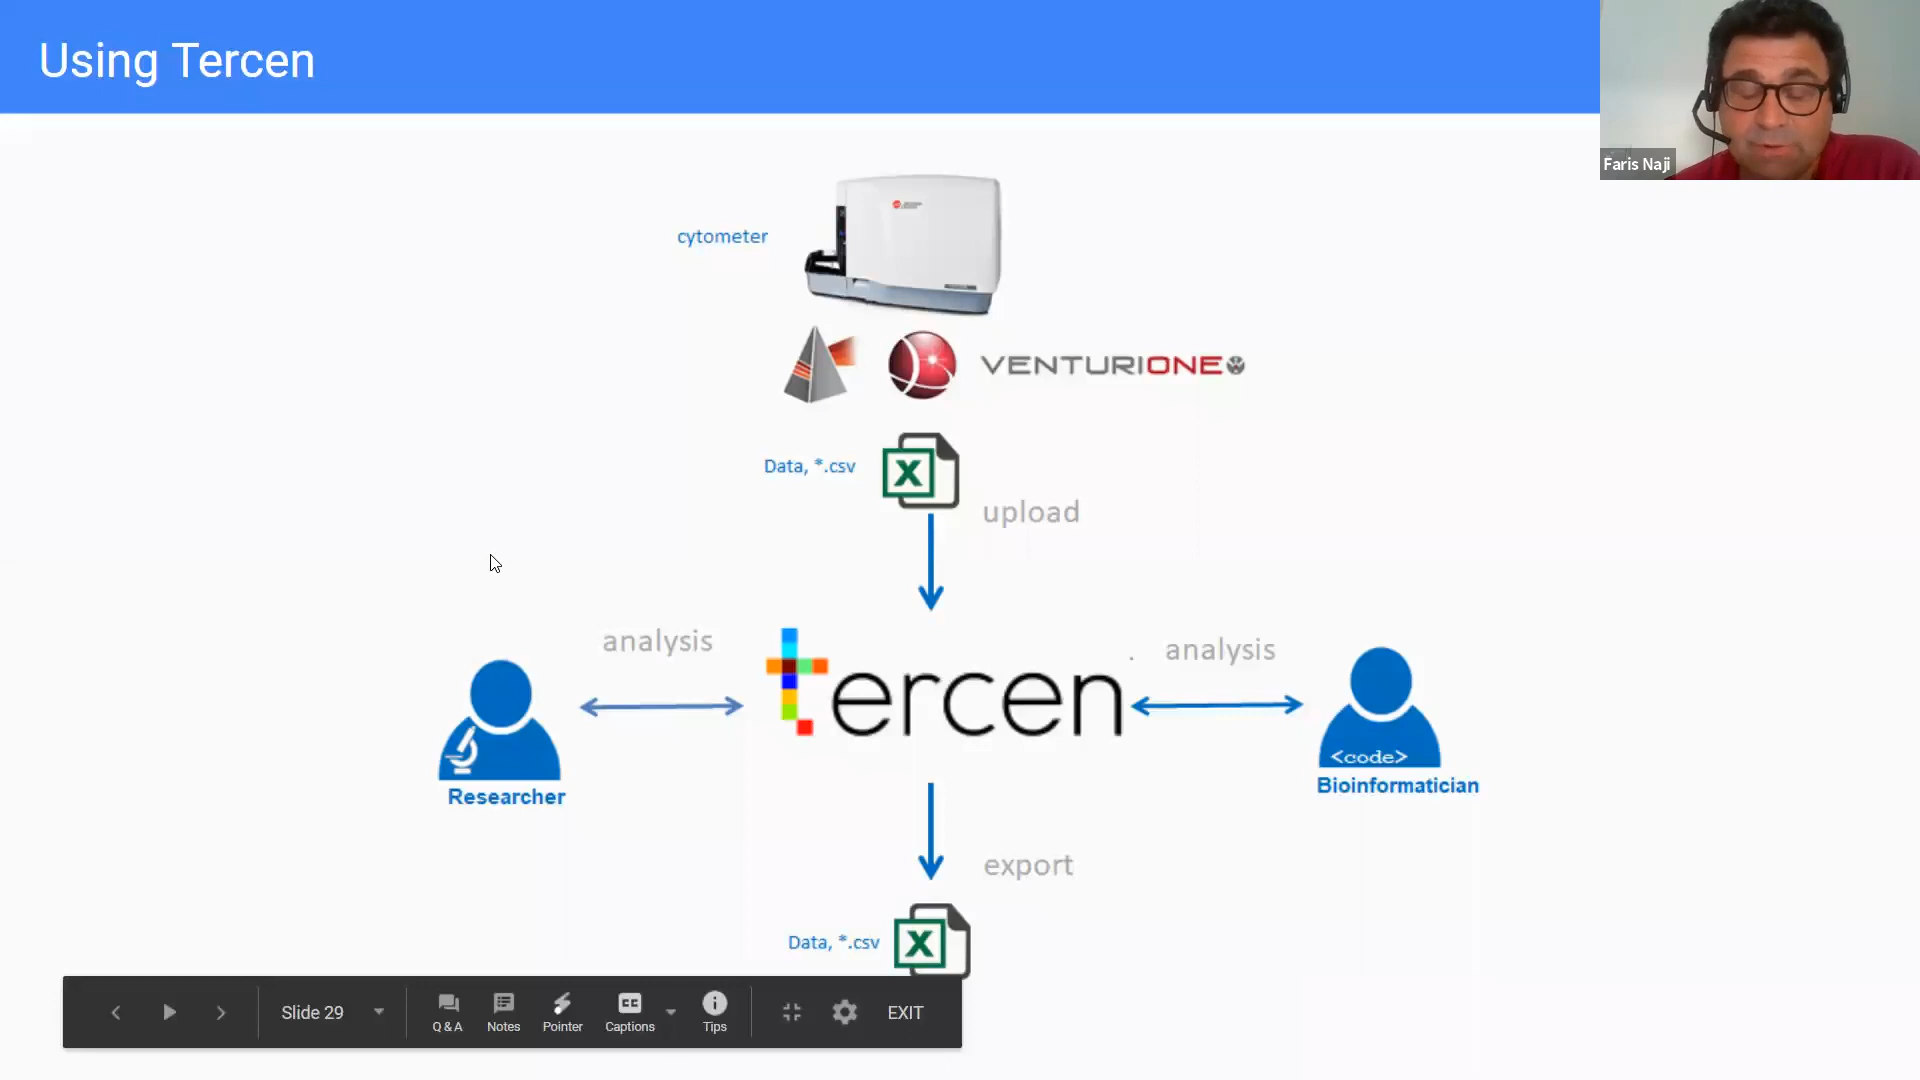 Using Tercen
Faris Naji
cytometer
VENTURIONE
Data, *.csv
upload
analysis
tercen
analysis
<code>
Researcher
Bioinformatician
export
Data, *.csv
Slide 29
Q & A
Notes
Pointer
CC
Captions
Tips
EXIT